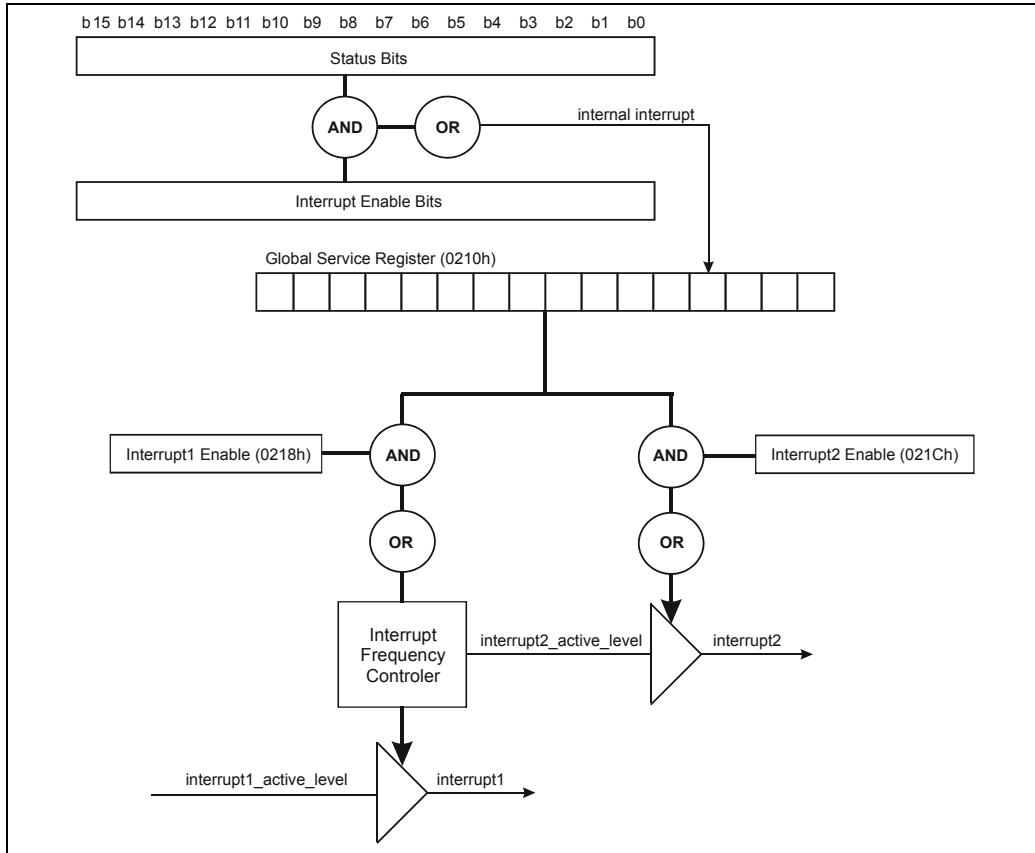 b 15 b14 b13 b12 b11 b10 b9 b8 b7 b6 b5 b4 b3 b2 b1 b0
Status Bits
internal interrupt
AND OR
Interrupt Enable Bits
Global Service Register (0210h)
Interrupt1 Enable (0218h) AND AND Interrupt2 Enable (021Ch)
OR OR
Interrupt
Frequency
Controler
interrupt2_active_level interrupt2
interrupt1_active_level interrupt1